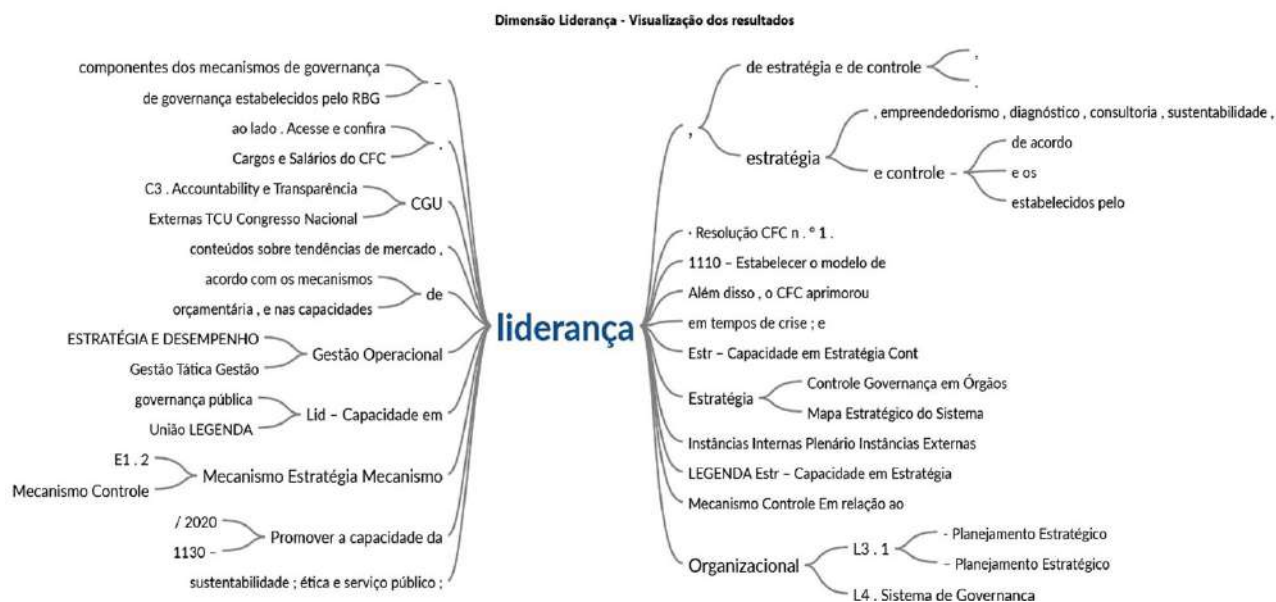 Dimensão Liderança - Visualização dos resultados
componentes dos mecanismos de governança
de governança estabelecidos pelo RBG
–
ao lado . Acesse e confira
Cargos e Salários do CFC
.
C3 . Accountability e Transparência
Externas TCU Congresso Nacional
CGU
conteúdos sobre tendências de mercado ,
acordo com os mecanismos
orçamentária , e nas capacidades
de
ESTRATÉGIA E DESEMPENHO
Gestão Tática Gestão
Gestão Operacional
governança pública
União LEGENDA
Lid – Capacidade em
E1 . 2
Mecanismo Controle
Mecanismo Estratégia Mecanismo
/ 2020
1130 –
Promover a capacidade da
sustentabilidade ; ética e serviço público ;
liderança
,
de estratégia e de controle
,
.
estratégia
, empreendedorismo , diagnóstico , consultoria , sustentabilidade ,
e controle –
de acordo
e os
estabelecidos pelo
· Resolução CFC n . º 1 .
1110 – Estabelecer o modelo de
Além disso , o CFC aprimorou
em tempos de crise ; e
Estr – Capacidade em Estratégia Cont
Estratégia
Controle Governança em Órgãos
Mapa Estratégico do Sistema
Instâncias Internas Plenário Instâncias Externas
LEGENDA Estr – Capacidade em Estratégia
Mecanismo Controle Em relação ao
Organizacional
L3 . 1
- Planejamento Estratégico
– Planejamento Estratégico
L4 . Sistema de Governança